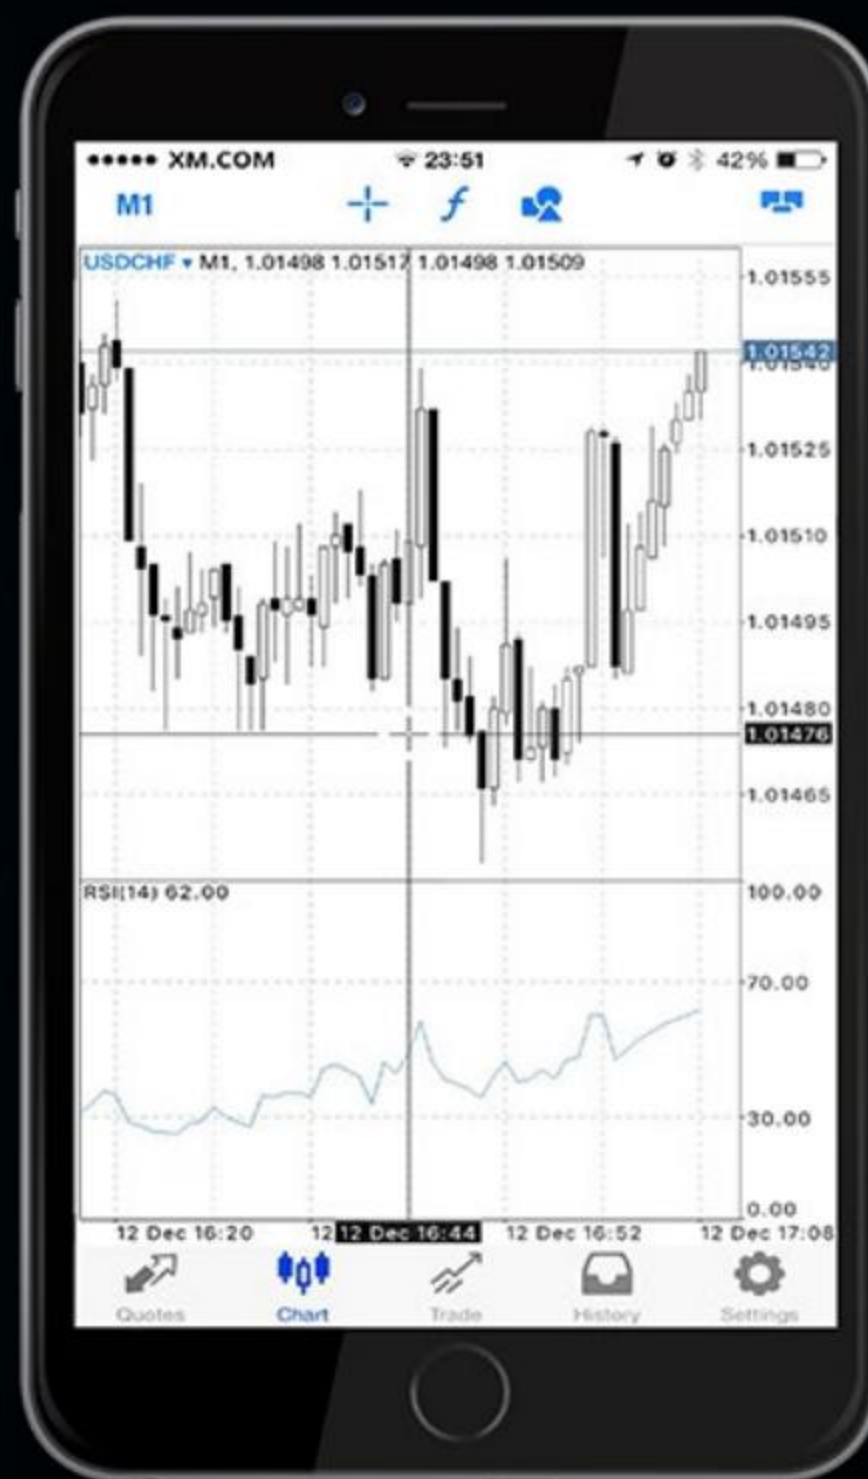 ●●●●● XM.COM 23:51 42%
M1
USDCHF ▾ M1, 1.01498 1.01517 1.01498 1.01509
1.01555
1.01542
1.01540
1.01525
1.01510
1.01495
1.01480
1.01476
1.01465
RSI(14) 62.00
100.00
70.00
30.00
0.00
12 Dec 16:20 12 12 Dec 16:44 12 Dec 16:52 12 Dec 17:08
Quotes Chart Trade History Settings